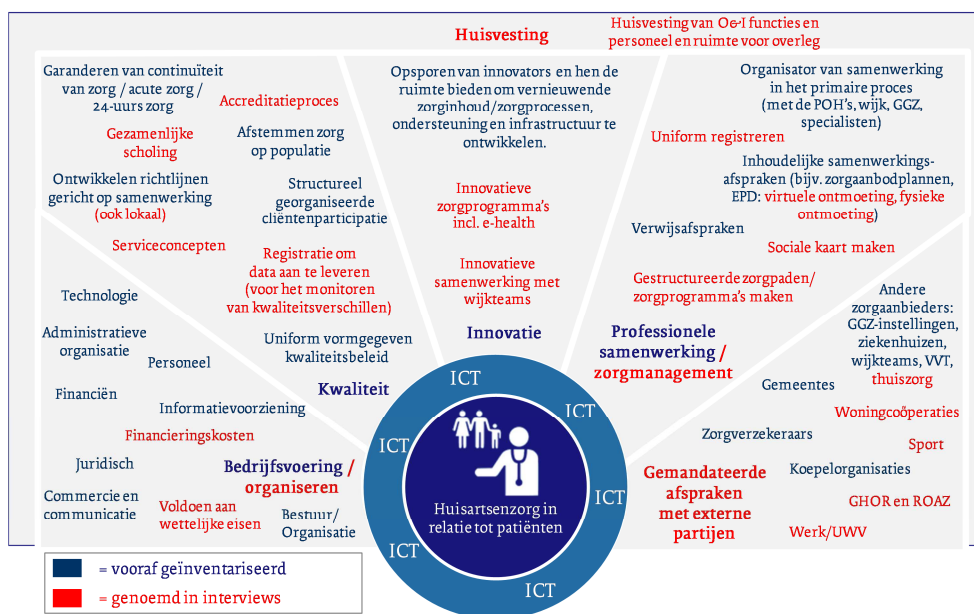 Huisvesting
Huisvesting van O&I functies en
personeel en ruimte voor overleg
Garanderen van continuïteit
van zorg / acute zorg /
24-uurs zorg
Accreditatieproces
Gezamenlijke
scholing
Afstemmen zorg
op populatie
Ontwikkelen richtlijnen
gericht op samenwerking
(ook lokaal)
Structureel
georganiseerde
cliëntenparticipatie
Serviceconcepten
Registratie om
data aan te leveren
(voor het monitoren
van kwaliteitsverschillen)
Uniform vormgegeven
kwaliteitsbeleid
Kwaliteit
Opsporen van innovators en hen de
ruimte bieden om vernieuwende
zorginhoud/zorgprocessen,
ondersteuning en infrastructuur te
ontwikkelen.
Innovatieve
zorgprogramma's
incl. e-health
Innovatieve
samenwerking met
wijkteams
Innovatie
Organisator van samenwerking
in het primaire proces
(met de POH's, wijk, GGZ,
specialisten)
Uniform registreren
Inhoudelijke samenwerkings-
afspraken (bijv. zorgaanbodplannen,
EPD: virtuele ontmoeting, fysieke
ontmoeting)
Verwijsafspraken
Sociale kaart maken
Gestructureerde zorgpaden/
zorgprogramma's maken
Professionele
samenwerking /
zorgmanagement
Technologie
Administratieve
organisatie
Personeel
Financiën
Informatievoorziening
Financieringskosten
Juridisch
Bedrijfsvoering /
organiseren
Commercie en
communicatie
Voldoen aan
wettelijke eisen
Bestuur/
Organisatie
Andere
zorgaanbieders:
GGZ-instellingen,
ziekenhuizen,
wijkteams, VVT,
thuiszorg
Gemeentes
Woningcoöperaties
Zorgverzekeraars
Sport
Koepelorganisaties
Gemandateerde
afspraken
met externe
partijen
GHOR en ROAZ
Werk/UWV
ICT
ICT
ICT
ICT
ICT
ICT
ICT
Huisartsenzorg in
relatie tot patiënten
= vooraf geïnventariseerd
= genoemd in interviews